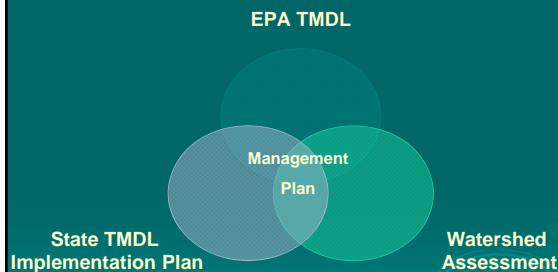 EPA TMDL
Management
Plan
State TMDL
Implementation Plan
Watershed
Assessment